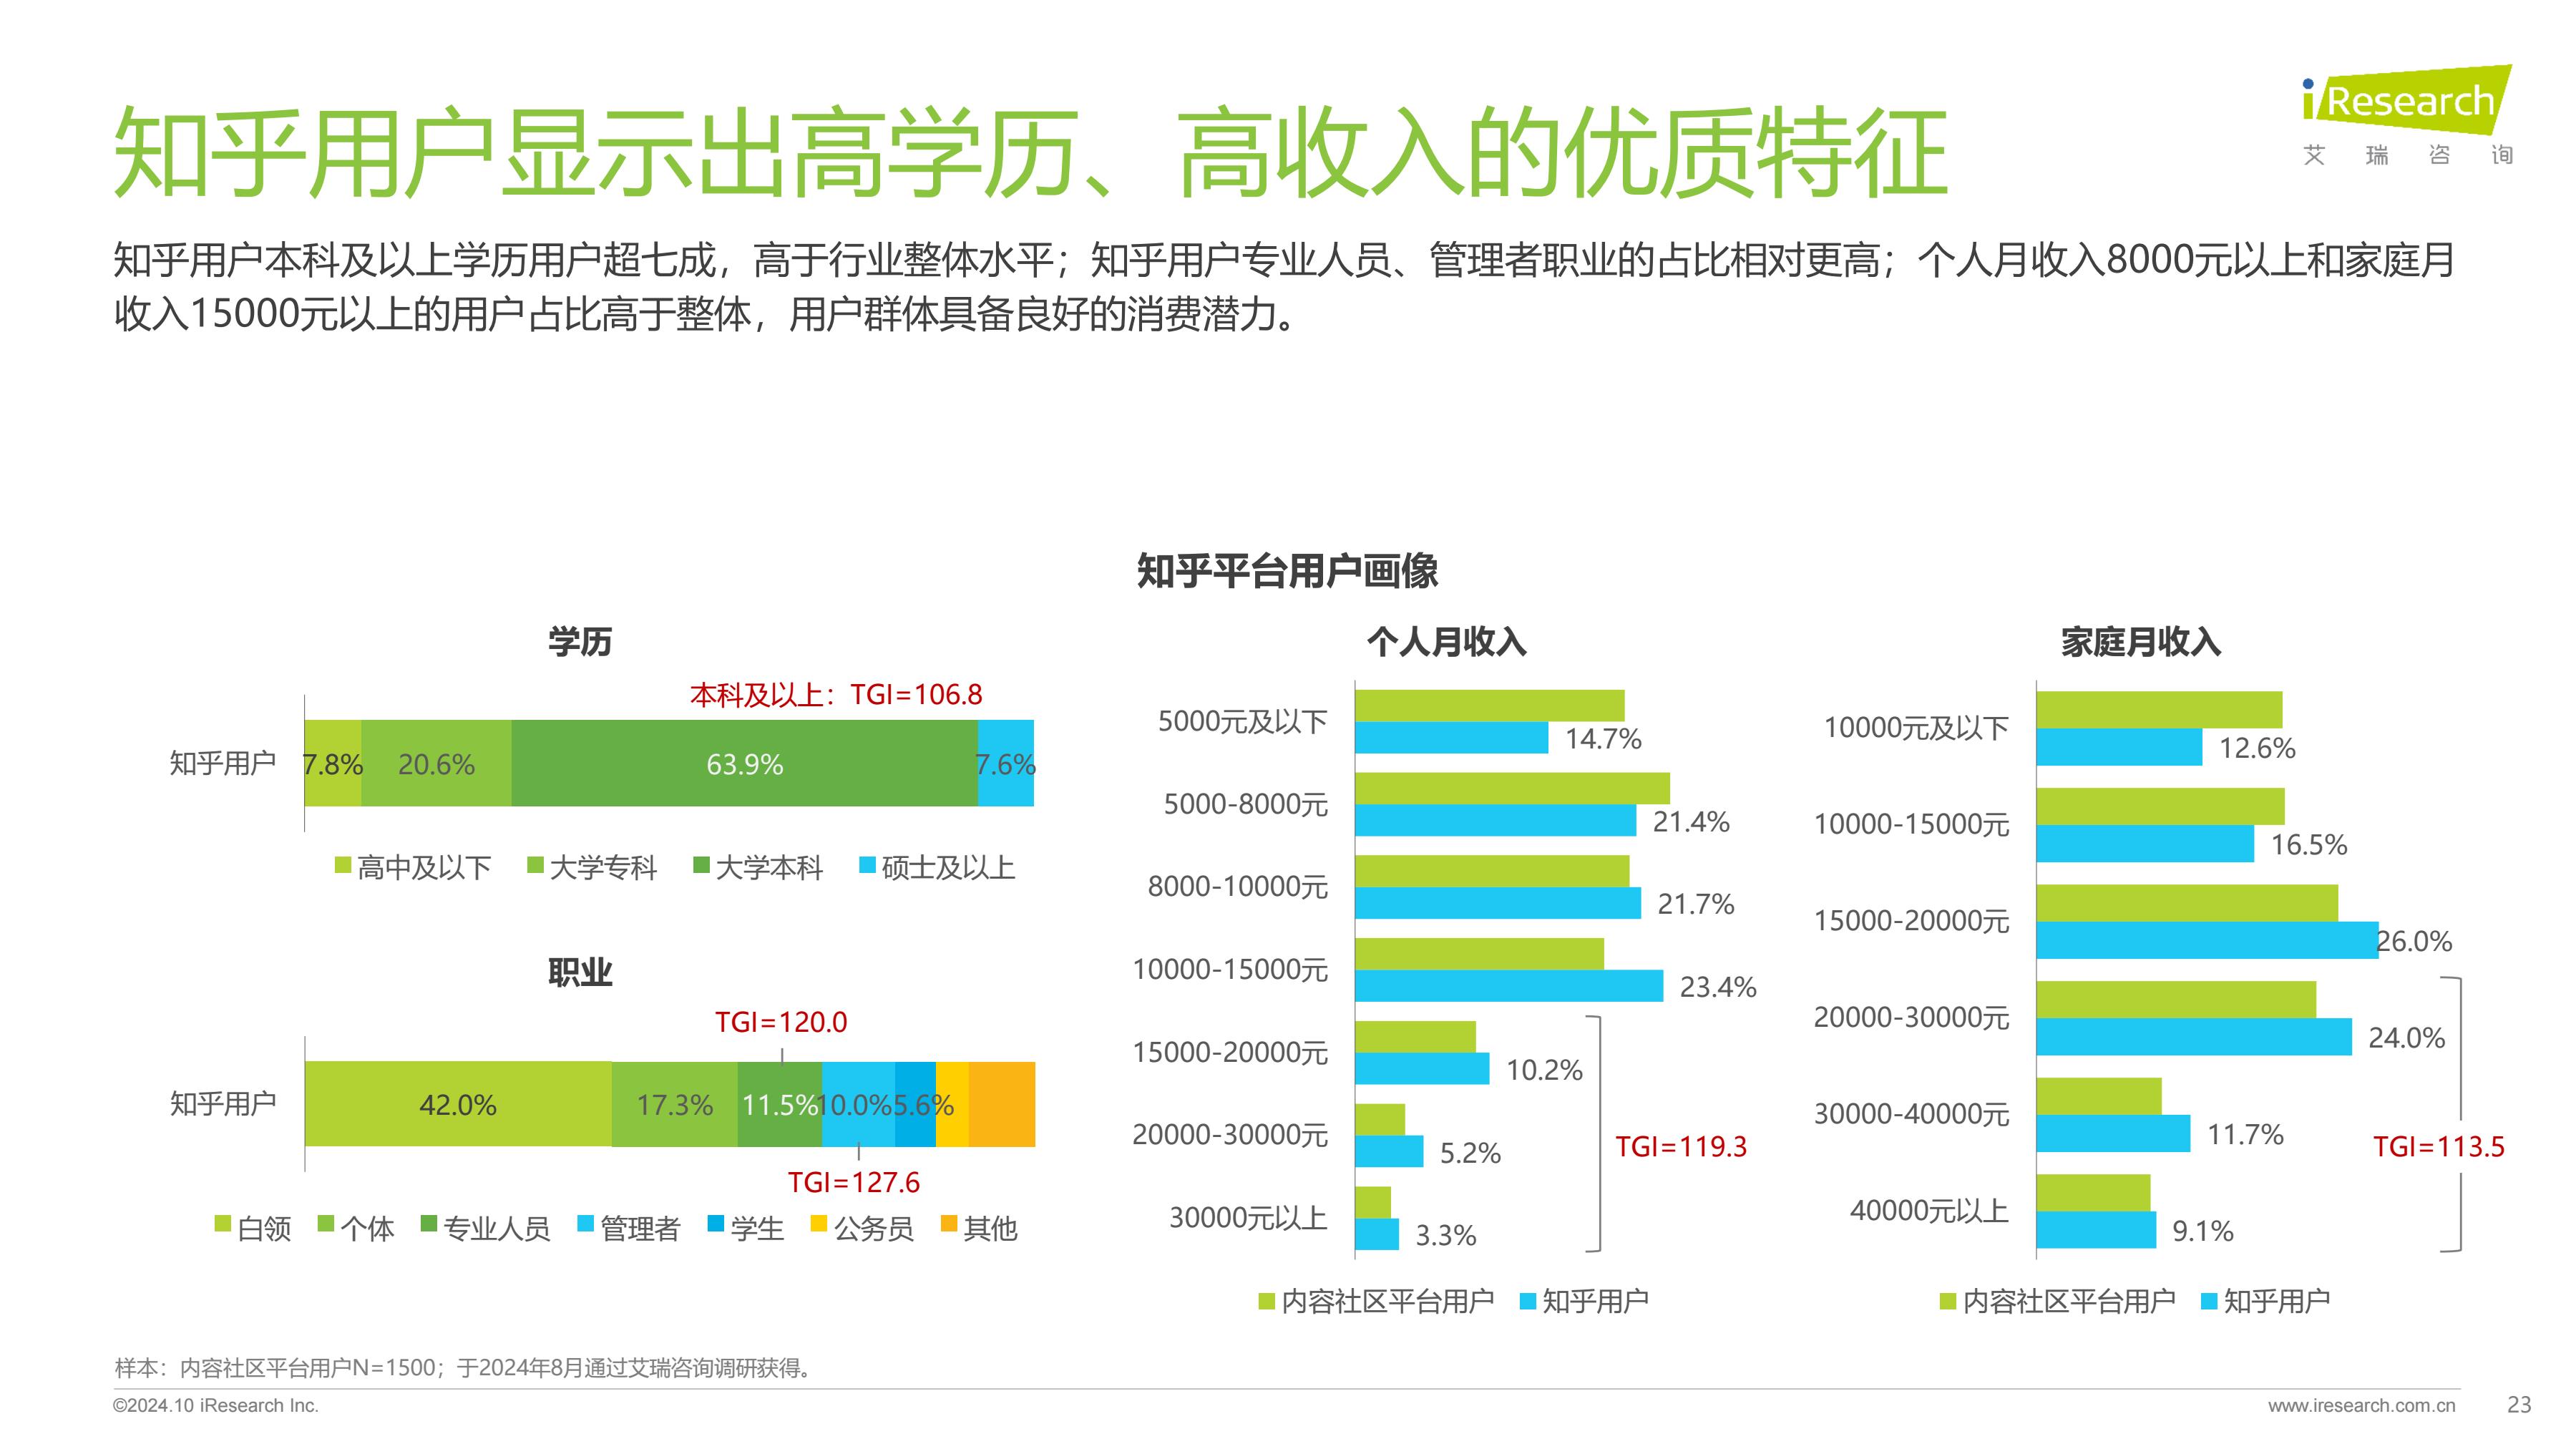 知乎用户显示出高学历、高收入的优质特征
iResearch
艾瑞咨询
知乎用户本科及以上学历用户超七成，高于行业整体水平；知乎用户专业人员、管理者职业的占比相对更高；个人月收入8000元以上和家庭月
收入15000元以上的用户占比高于整体，用户群体具备良好的消费潜力。
知乎平台用户画像
学历
本科及以上：TGI=106.8
知乎用户
7.8%
20.6%
63.9%
7.6%
高中及以下
大学专科
大学本科
硕士及以上
职业
TGI=120.0
知乎用户
42.0%
17.3%
11.5%
10.0%
5.6%
TGI=127.6
白领
个体
专业人员
管理者
学生
公务员
其他
个人月收入
5000元及以下
14.7%
5000-8000元
21.4%
8000-10000元
21.7%
10000-15000元
23.4%
15000-20000元
10.2%
20000-30000元
5.2%
TGI=119.3
30000元以上
3.3%
内容社区平台用户
知乎用户
家庭月收入
10000元及以下
12.6%
10000-15000元
16.5%
15000-20000元
26.0%
20000-30000元
24.0%
30000-40000元
11.7%
TGI=113.5
40000元以上
9.1%
内容社区平台用户
知乎用户
样本：内容社区平台用户N=1500；于2024年8月通过艾瑞咨询调研获得。
©2024.10 iResearch Inc.
www.iresearch.com.cn
23